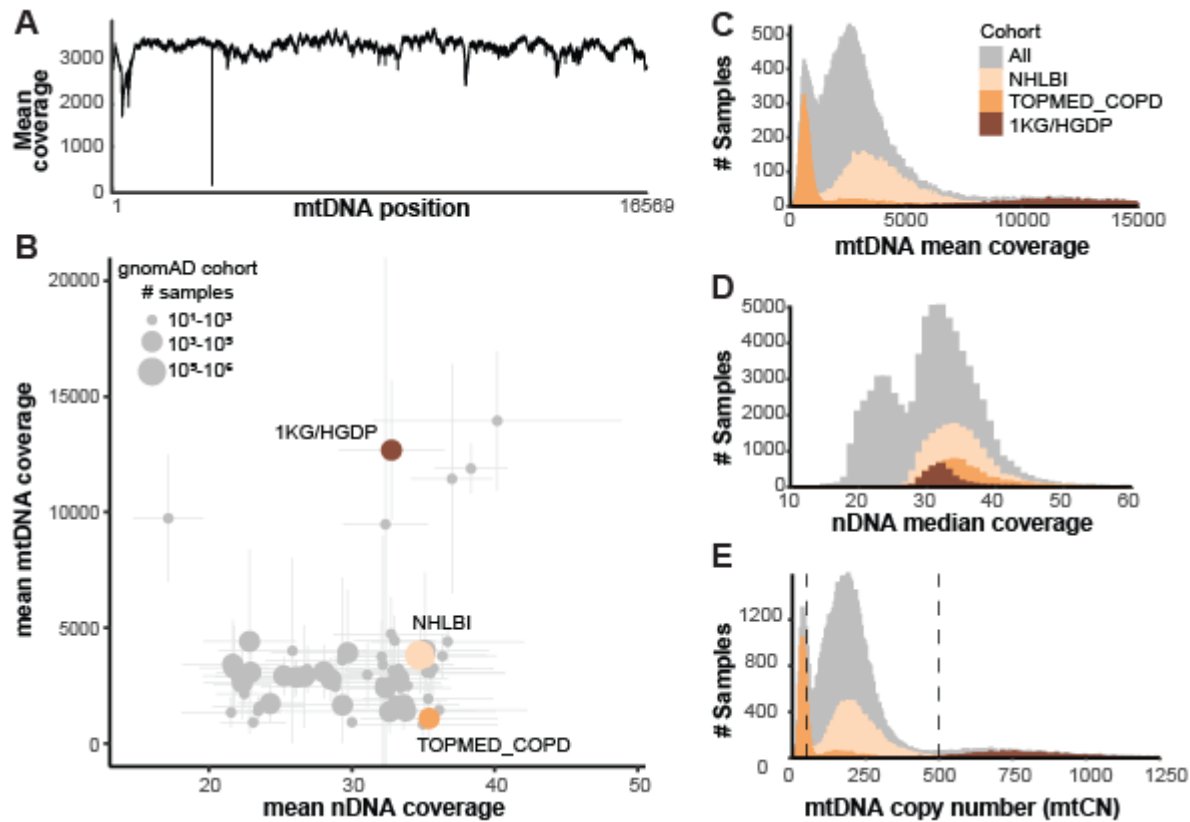 A
Mean
coverage
3000
2000
1000
0
1
mtDNA position
16569
B
mean mtDNA coverage
20000
15000
10000
5000
0
gnomAD cohort
# samples
10¹-10³
10³-10⁵
10⁵-10⁶
1KG/HGDP
NHLBI
TOPMED_COPD
20
30
40
50
mean nDNA coverage
C
# Samples
500
400
300
200
100
0
Cohort
All
NHLBI
TOPMED_COPD
1KG/HGDP
0
5000
10000
15000
mtDNA mean coverage
D
# Samples
5000
4000
3000
2000
1000
0
10
20
30
40
50
60
nDNA median coverage
E
# Samples
1200
800
400
0
0
250
500
750
1000
1250
mtDNA copy number (mtCN)